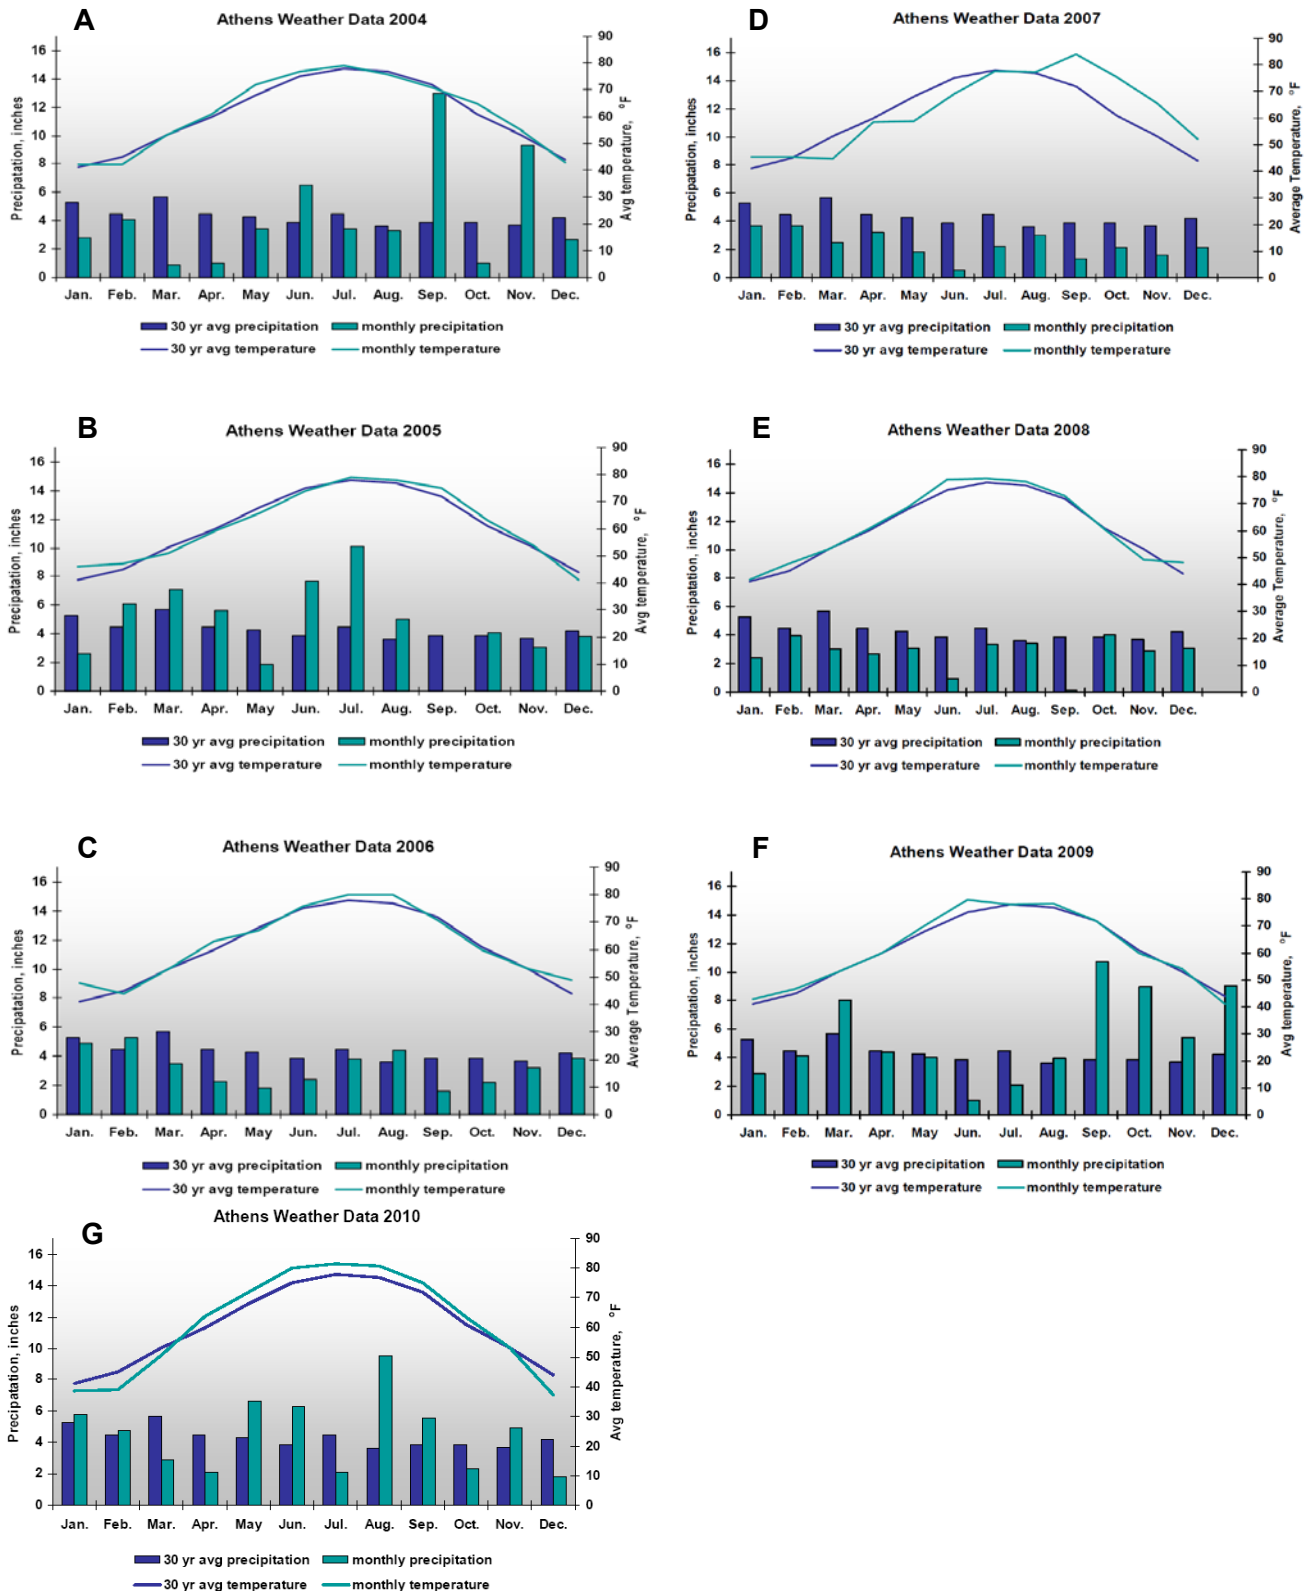 A
Athens Weather Data 2004
16
14
12
10
8
6
4
2
0
Precipatation, inches
90
80
70
60
50
40
30
20
10
0
Avg temperature, °F
Jan. Feb. Mar. Apr. May Jun. Jul. Aug. Sep. Oct. Nov. Dec.
30 yr avg precipitation monthly precipitation
30 yr avg temperature monthly temperature
D
Athens Weather Data 2007
16
14
12
10
8
6
4
2
0
Precipatation, inches
90
80
70
60
50
40
30
20
10
0
Average Temperature, °F
Jan. Feb. Mar. Apr. May Jun. Jul. Aug. Sep. Oct. Nov. Dec.
30 yr avg precipitation monthly precipitation
30 yr avg temperature monthly temperature
B
Athens Weather Data 2005
16
14
12
10
8
6
4
2
0
Precipatation, inches
90
80
70
60
50
40
30
20
10
0
Avg temperature, °F
Jan. Feb. Mar. Apr. May Jun. Jul. Aug. Sep. Oct. Nov. Dec.
30 yr avg precipitation monthly precipitation
30 yr avg temperature monthly temperature
E
Athens Weather Data 2008
16
14
12
10
8
6
4
2
0
Precipatation, inches
90
80
70
60
50
40
30
20
10
0
Average Temperature, °F
Jan. Feb. Mar. Apr. May Jun. Jul. Aug. Sep. Oct. Nov. Dec.
30 yr avg precipitation monthly precipitation
30 yr avg temperature monthly temperature
C
Athens Weather Data 2006
16
14
12
10
8
6
4
2
0
Precipatation, inches
90
80
70
60
50
40
30
20
10
0
Average Temperature, °F
Jan. Feb. Mar. Apr. May Jun. Jul. Aug. Sep. Oct. Nov. Dec.
30 yr avg precipitation monthly precipitation
30 yr avg temperature monthly temperature
F
Athens Weather Data 2009
16
14
12
10
8
6
4
2
0
Precipatation, inches
90
80
70
60
50
40
30
20
10
0
Avg temperature, °F
Jan. Feb. Mar. Apr. May Jun. Jul. Aug. Sep. Oct. Nov. Dec.
30 yr avg precipitation monthly precipitation
30 yr avg temperature monthly temperature
G
Athens Weather Data 2010
16
14
12
10
8
6
4
2
0
Precipatation, inches
90
80
70
60
50
40
30
20
10
0
Avg temperature, °F
Jan. Feb. Mar. Apr. May Jun. Jul. Aug. Sep. Oct. Nov. Dec.
30 yr avg precipitation monthly precipitation
30 yr avg temperature monthly temperature